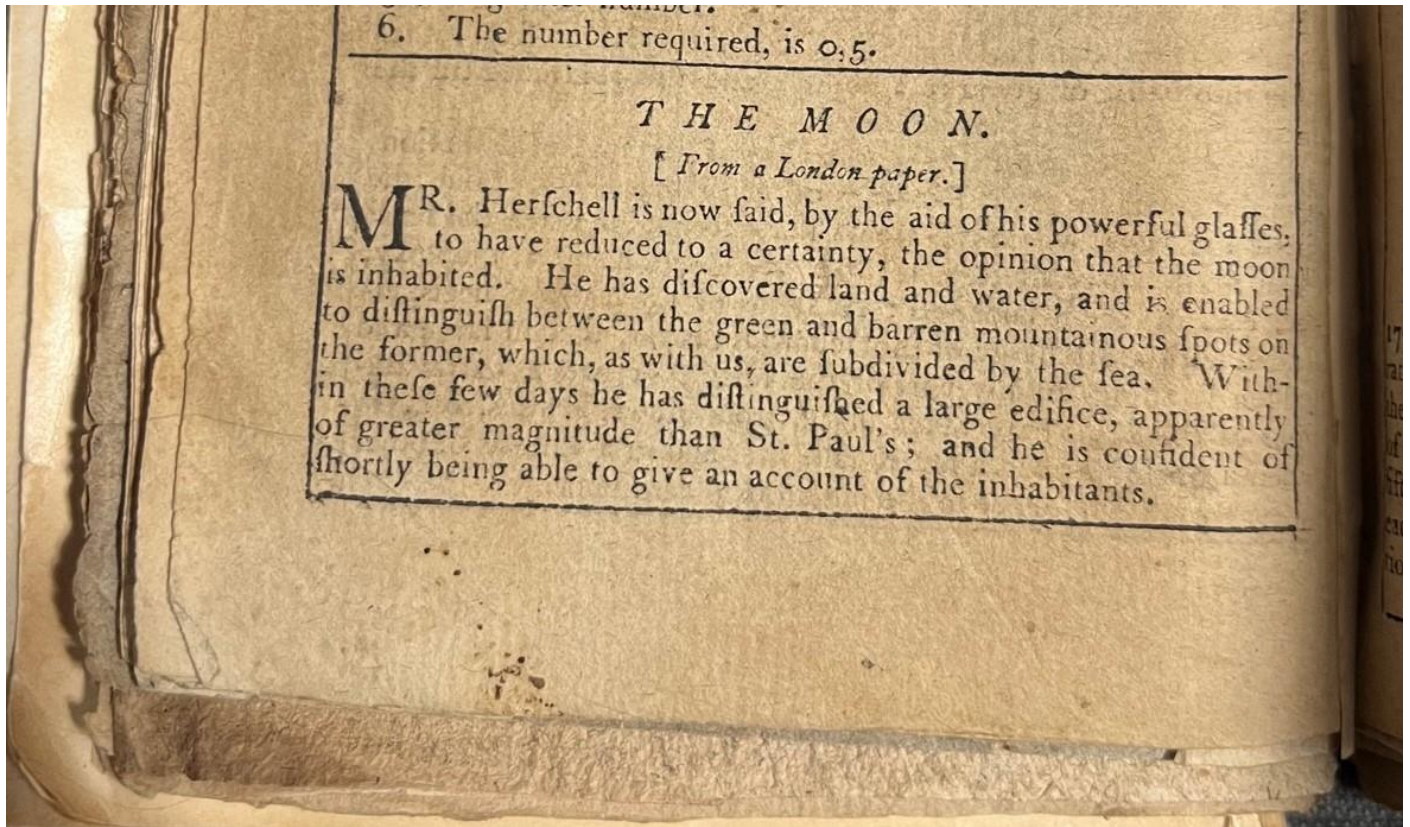 number.
6. The number required, is 0,5.
THE MOON.
[From a London paper.]
MR. Herſchell is now ſaid, by the aid of his powerful glaſſes,
to have reduced to a certainty, the opinion that the moon
is inhabited. He has diſcovered land and water, and is enabled
to diſtinguiſh between the green and barren mountainous ſpots on
the former, which, as with us, are ſubdivided by the ſea. With-
in theſe few days he has diſtinguiſhed a large edifice, apparently
of greater magnitude than St. Paul's; and he is confident of
ſhortly being able to give an account of the inhabitants.
17
of